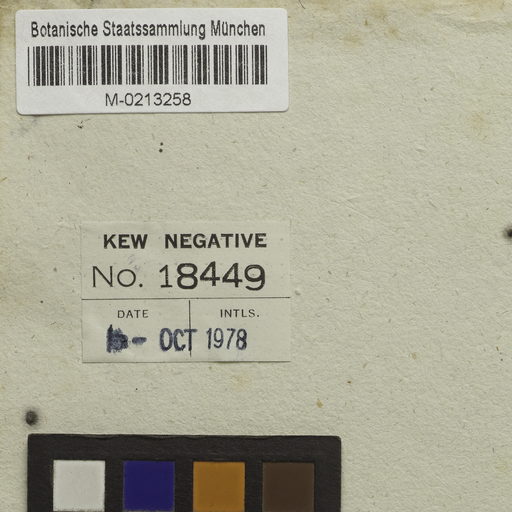 Botanische Staatssammlung München
M-0213258
KEW NEGATIVE
No. 18449
DATE INTLS.
OCT 1978